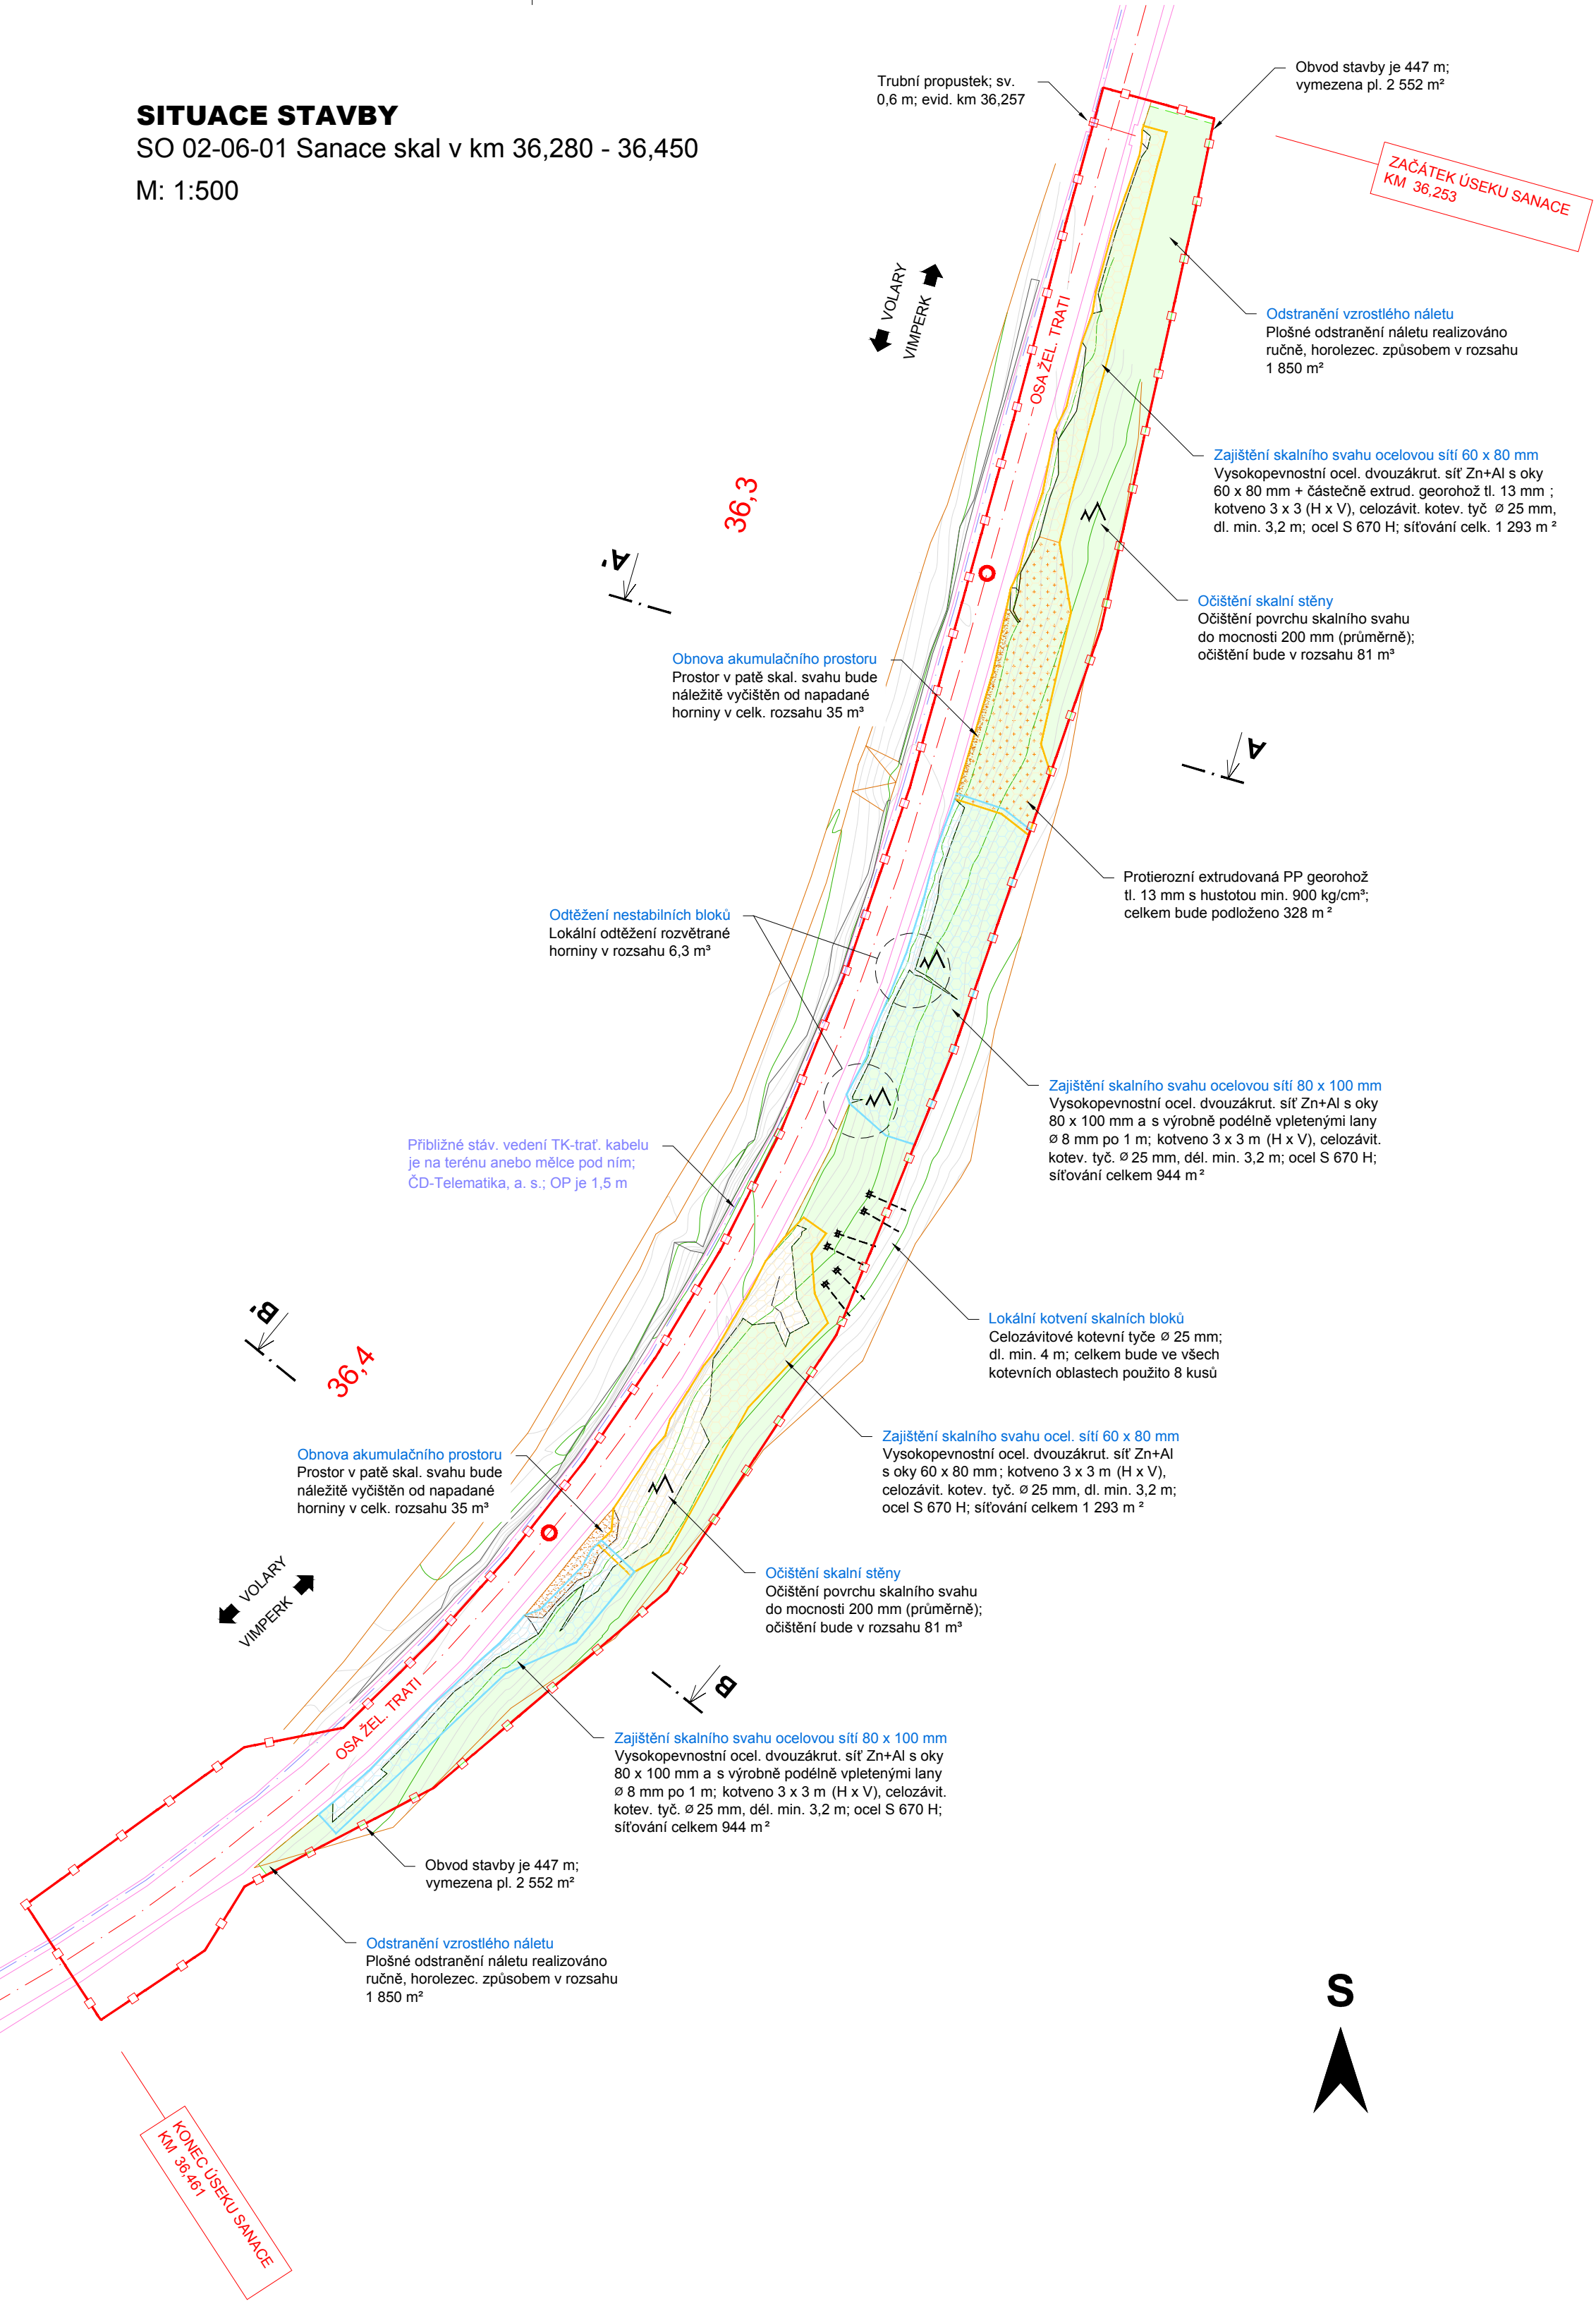 SITUACE STAVBY
SO 02-06-01 Sanace skal v km 36,280 - 36,450
M: 1:500
Trubní propustek; sv.
0,6 m; evid. km 36,257
Obvod stavby je 447 m;
vymezena pl. 2 552 m²
ZAČÁTEK ÚSEKU SANACE
KM 36,253
VOLARY
VIMPERK
OSA ŽEL. TRATI
Odstranění vzrostlého náletu
Plošné odstranění náletu realizováno
ručně, horolezec. způsobem v rozsahu
1 850 m²
Zajištění skalního svahu ocelovou sítí 60 x 80 mm
Vysokopevnostní ocel. dvouzákrut. síť Zn+Al s oky
60 x 80 mm + částečně extrud. georohož tl. 13 mm ;
kotveno 3 x 3 (H x V), celozávit. kotev. tyč ø 25 mm,
dl. min. 3,2 m; ocel S 670 H; síťování celk. 1 293 m ²
36,3
A'
Očištění skalní stěny
Očištění povrchu skalního svahu
do mocnosti 200 mm (průměrně);
očištění bude v rozsahu 81 m³
Obnova akumulačního prostoru
Prostor v patě skal. svahu bude
náležitě vyčištěn od napadané
horniny v celk. rozsahu 35 m³
A
Protierozní extrudovaná PP georohož
tl. 13 mm s hustotou min. 900 kg/cm³;
celkem bude podloženo 328 m ²
Odtěžení nestabilních bloků
Lokální odtěžení rozvětrané
horniny v rozsahu 6,3 m³
Zajištění skalního svahu ocelovou sítí 80 x 100 mm
Vysokopevnostní ocel. dvouzákrut. síť Zn+Al s oky
80 x 100 mm a s výrobně podélně vpletenými lany
ø 8 mm po 1 m; kotveno 3 x 3 m (H x V), celozávit.
kotev. tyč. ø 25 mm, dél. min. 3,2 m; ocel S 670 H;
síťování celkem 944 m ²
Přibližné stáv. vedení TK-trať. kabelu
je na terénu anebo mělce pod ním;
ČD-Telematika, a. s.; OP je 1,5 m
B'
36,4
Lokální kotvení skalních bloků
Celozávitové kotevní tyče ø 25 mm;
dl. min. 4 m; celkem bude ve všech
kotevních oblastech použito 8 kusů
Zajištění skalního svahu ocel. sítí 60 x 80 mm
Vysokopevnostní ocel. dvouzákrut. síť Zn+Al
s oky 60 x 80 mm ; kotveno 3 x 3 m (H x V),
celozávit. kotev. tyč. ø 25 mm, dl. min. 3,2 m;
ocel S 670 H; síťování celkem 1 293 m ²
Obnova akumulačního prostoru
Prostor v patě skal. svahu bude
náležitě vyčištěn od napadané
horniny v celk. rozsahu 35 m³
VOLARY
VIMPERK
Očištění skalní stěny
Očištění povrchu skalního svahu
do mocnosti 200 mm (průměrně);
očištění bude v rozsahu 81 m³
B
OSA ŽEL. TRATI
Zajištění skalního svahu ocelovou sítí 80 x 100 mm
Vysokopevnostní ocel. dvouzákrut. síť Zn+Al s oky
80 x 100 mm a s výrobně podélně vpletenými lany
ø 8 mm po 1 m; kotveno 3 x 3 m (H x V), celozávit.
kotev. tyč. ø 25 mm, dél. min. 3,2 m; ocel S 670 H;
síťování celkem 944 m ²
Obvod stavby je 447 m;
vymezena pl. 2 552 m²
Odstranění vzrostlého náletu
Plošné odstranění náletu realizováno
ručně, horolezec. způsobem v rozsahu
1 850 m²
S
KONEC ÚSEKU SANACE
KM 36,461